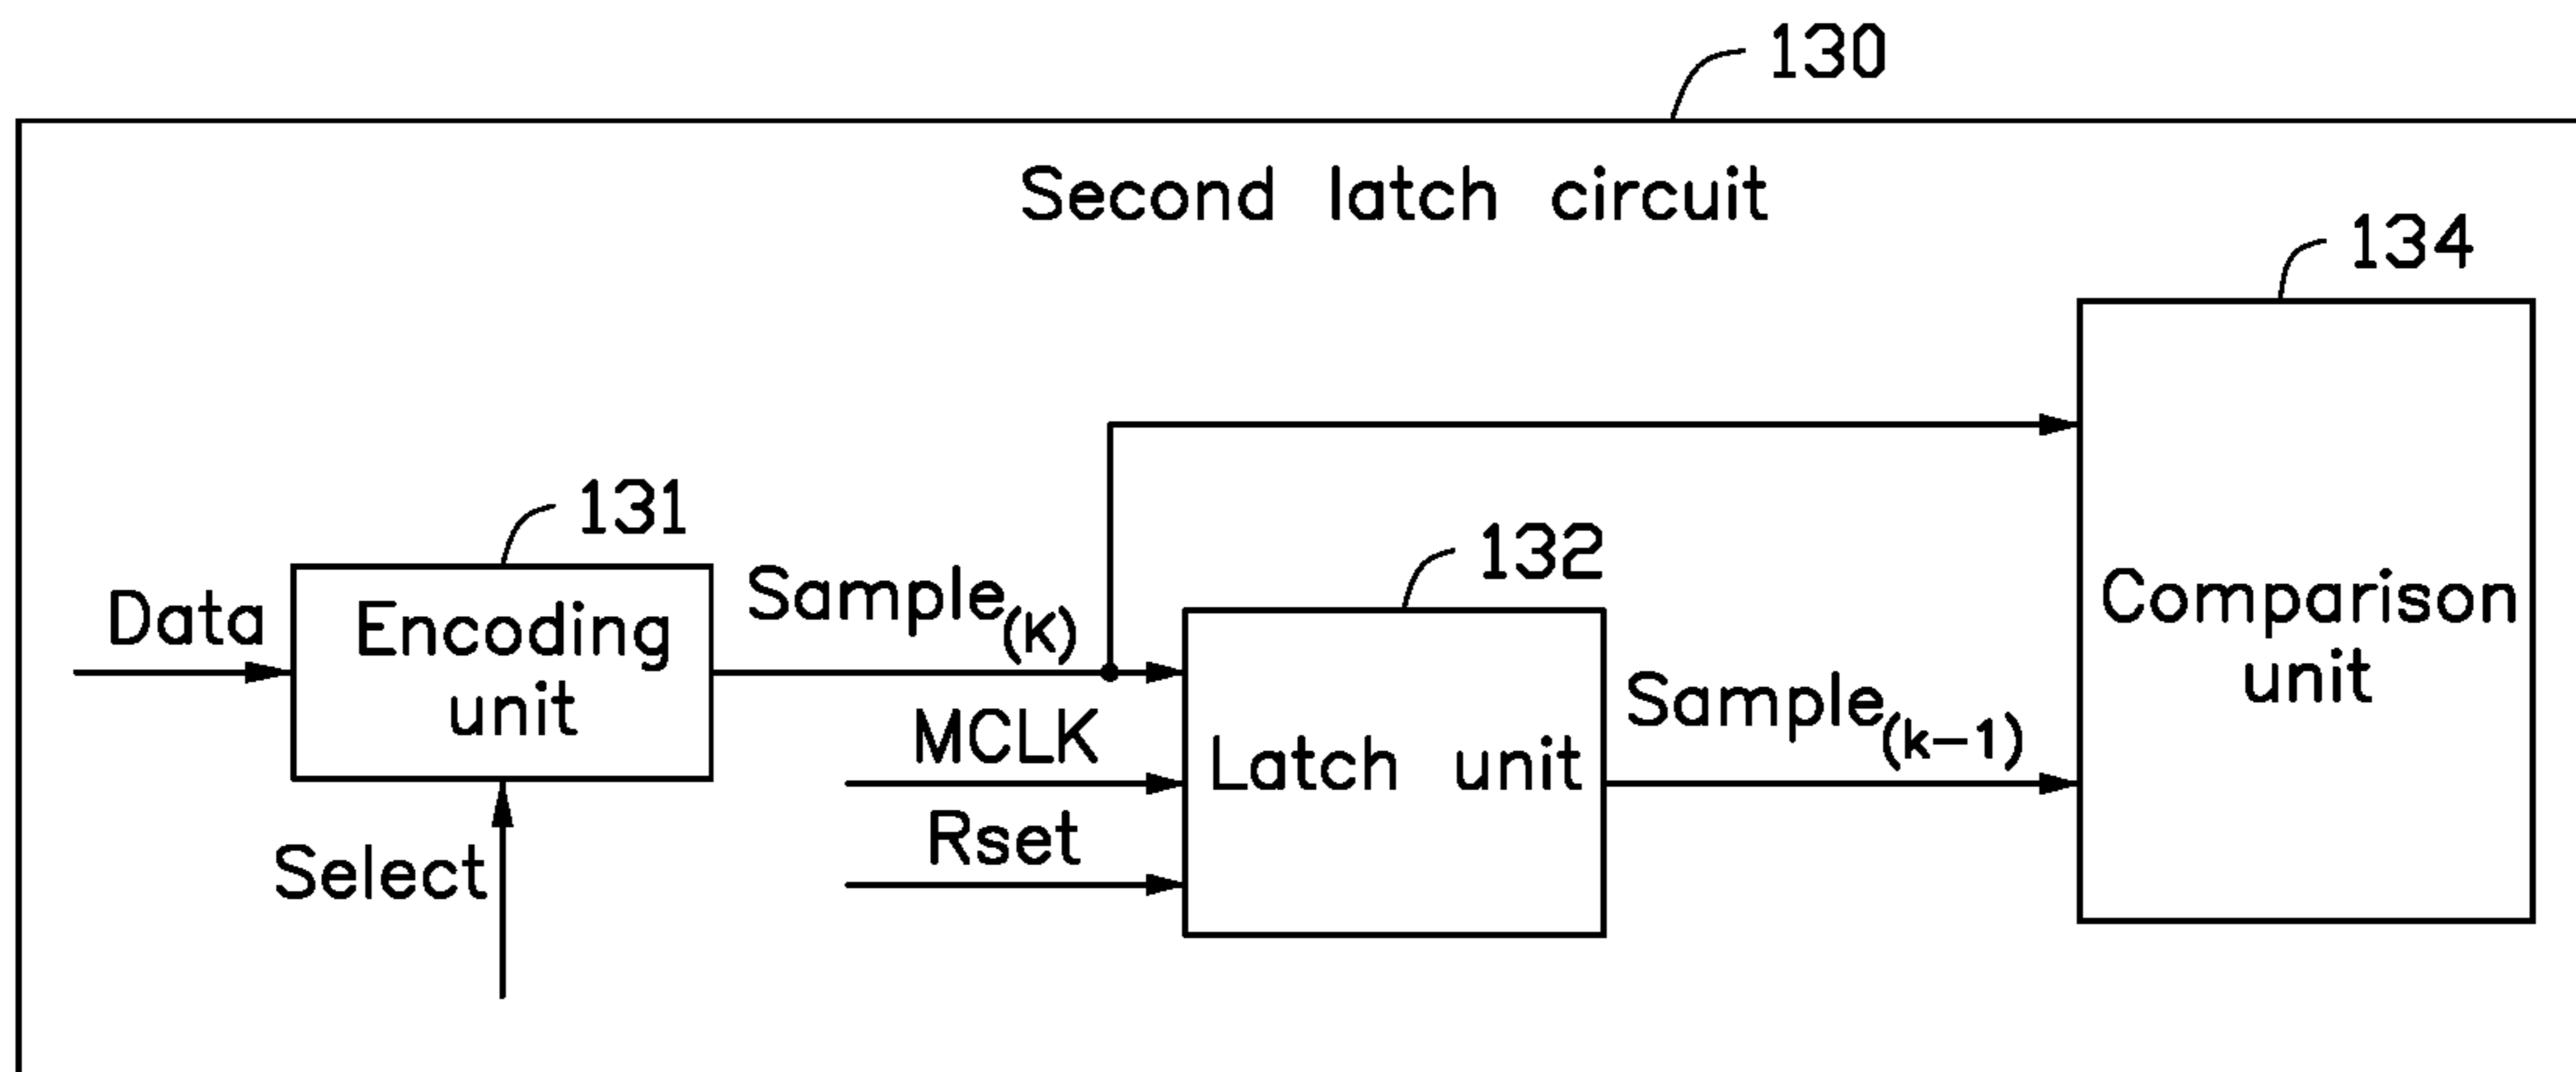 130
Second latch circuit
134
131
132
Data
Encoding
unit
Sample(K)
Comparison
unit
MCLK
Latch unit
Sample(k-1)
Rset
Select